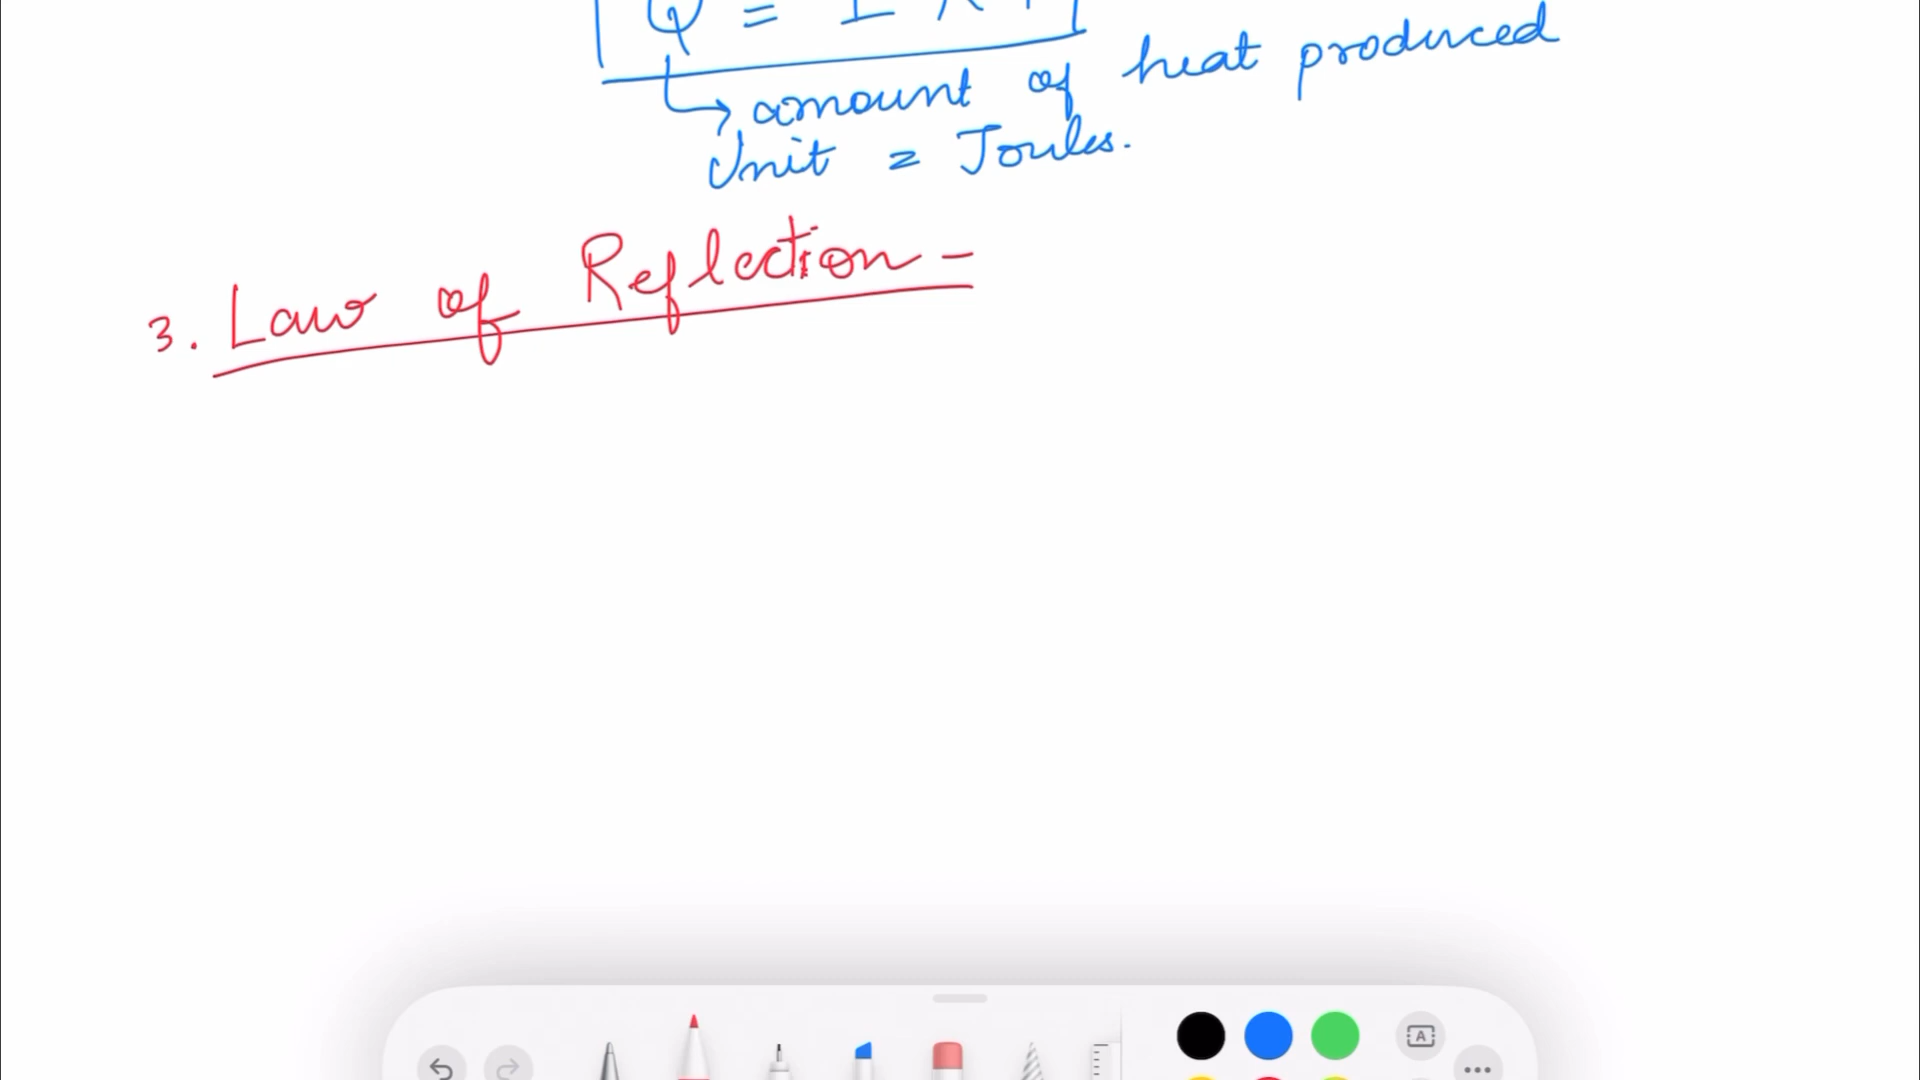 Q =
amount of heat produced
Unit = Joules.
3. Law of Reflection -
A